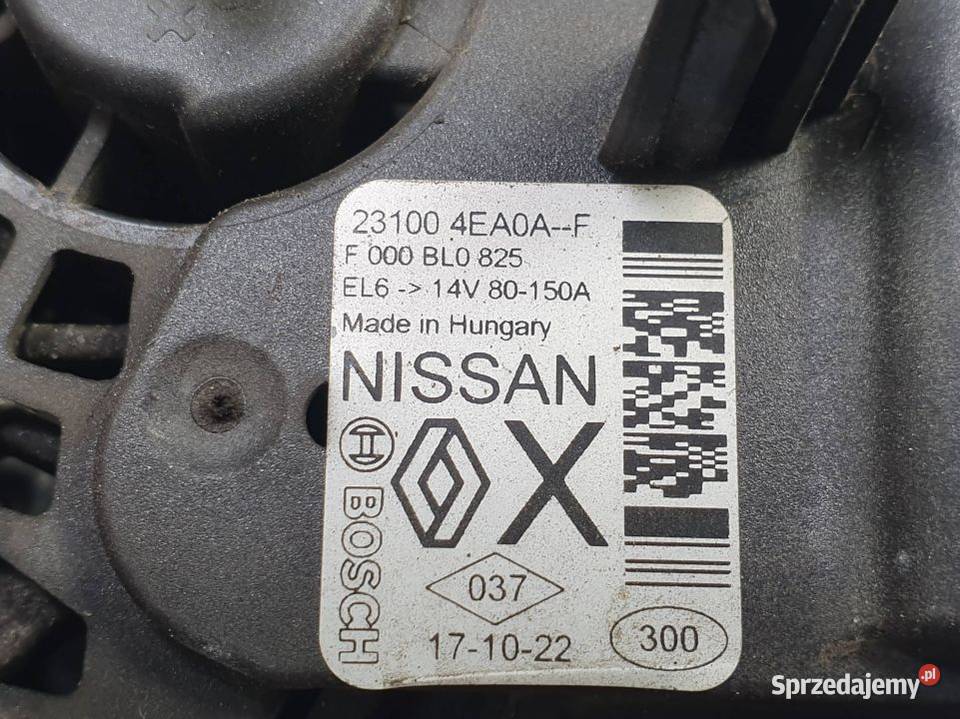 23100 4EA0A--F
F 000 BL0 825
EL6 -> 14V 80-150A
Made in Hungary
NISSAN
X
BOSCH
037
17-10-22
300
Sprzedajemy.pl